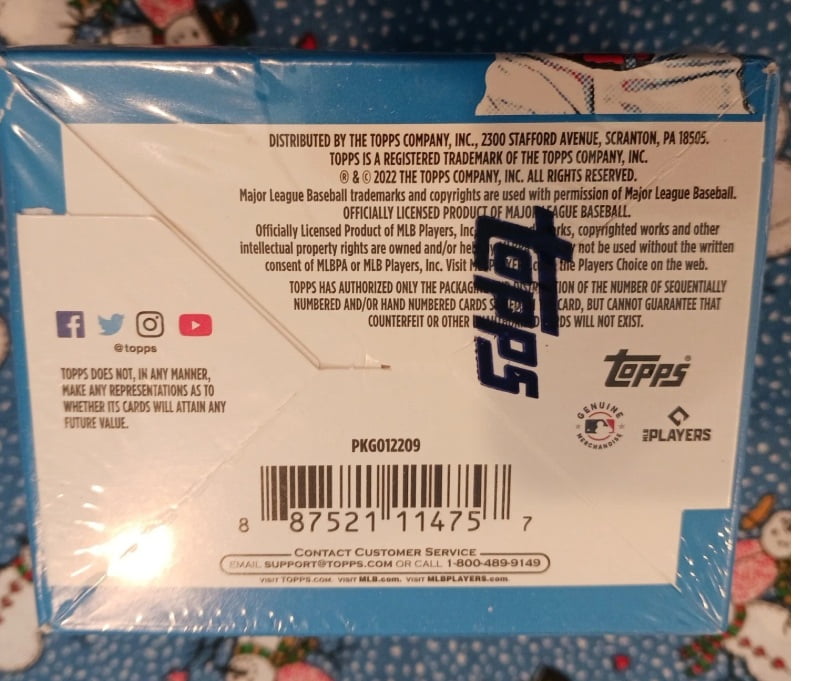 DISTRIBUTED BY THE TOPPS COMPANY, INC., 2300 STAFFORD AVENUE, SCRANTON, PA 18505.
TOPPS IS A REGISTERED TRADEMARK OF THE TOPPS COMPANY, INC.
® & © 2022 THE TOPPS COMPANY, INC. ALL RIGHTS RESERVED.
Major League Baseball trademarks and copyrights are used with permission of Major League Baseball.
OFFICIALLY LICENSED PRODUCT OF MAJOR LEAGUE BASEBALL.
Officially Licensed Product of MLB Players, Inc. rks, copyrighted works and other
intellectual property rights are owned and/or he not be used without the written
consent of MLBPA or MLB Players, Inc. Visit the Players Choice on the web.
TOPPS HAS AUTHORIZED ONLY THE PACKAGING DISTRIBUTION OF THE NUMBER OF SEQUENTIALLY
NUMBERED AND/OR HAND NUMBERED CARDS CARD, BUT CANNOT GUARANTEE THAT
COUNTERFEIT OR OTHER UNAUTHORIZED CARDS WILL NOT EXIST.
topps
@topps
TOPPS DOES NOT, IN ANY MANNER,
MAKE ANY REPRESENTATIONS AS TO
WHETHER ITS CARDS WILL ATTAIN ANY
FUTURE VALUE.
topps®
GENUINE
MERCHANDISE
MLB PLAYERS
PKG012209
8 87521 11475 7
CONTACT CUSTOMER SERVICE
EMAIL SUPPORT@TOPPS.COM OR CALL 1-800-489-9149
VISIT TOPPS.COM. VISIT MLB.com. VISIT MLBPLAYERS.com